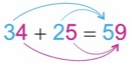 34 + 25 = 59